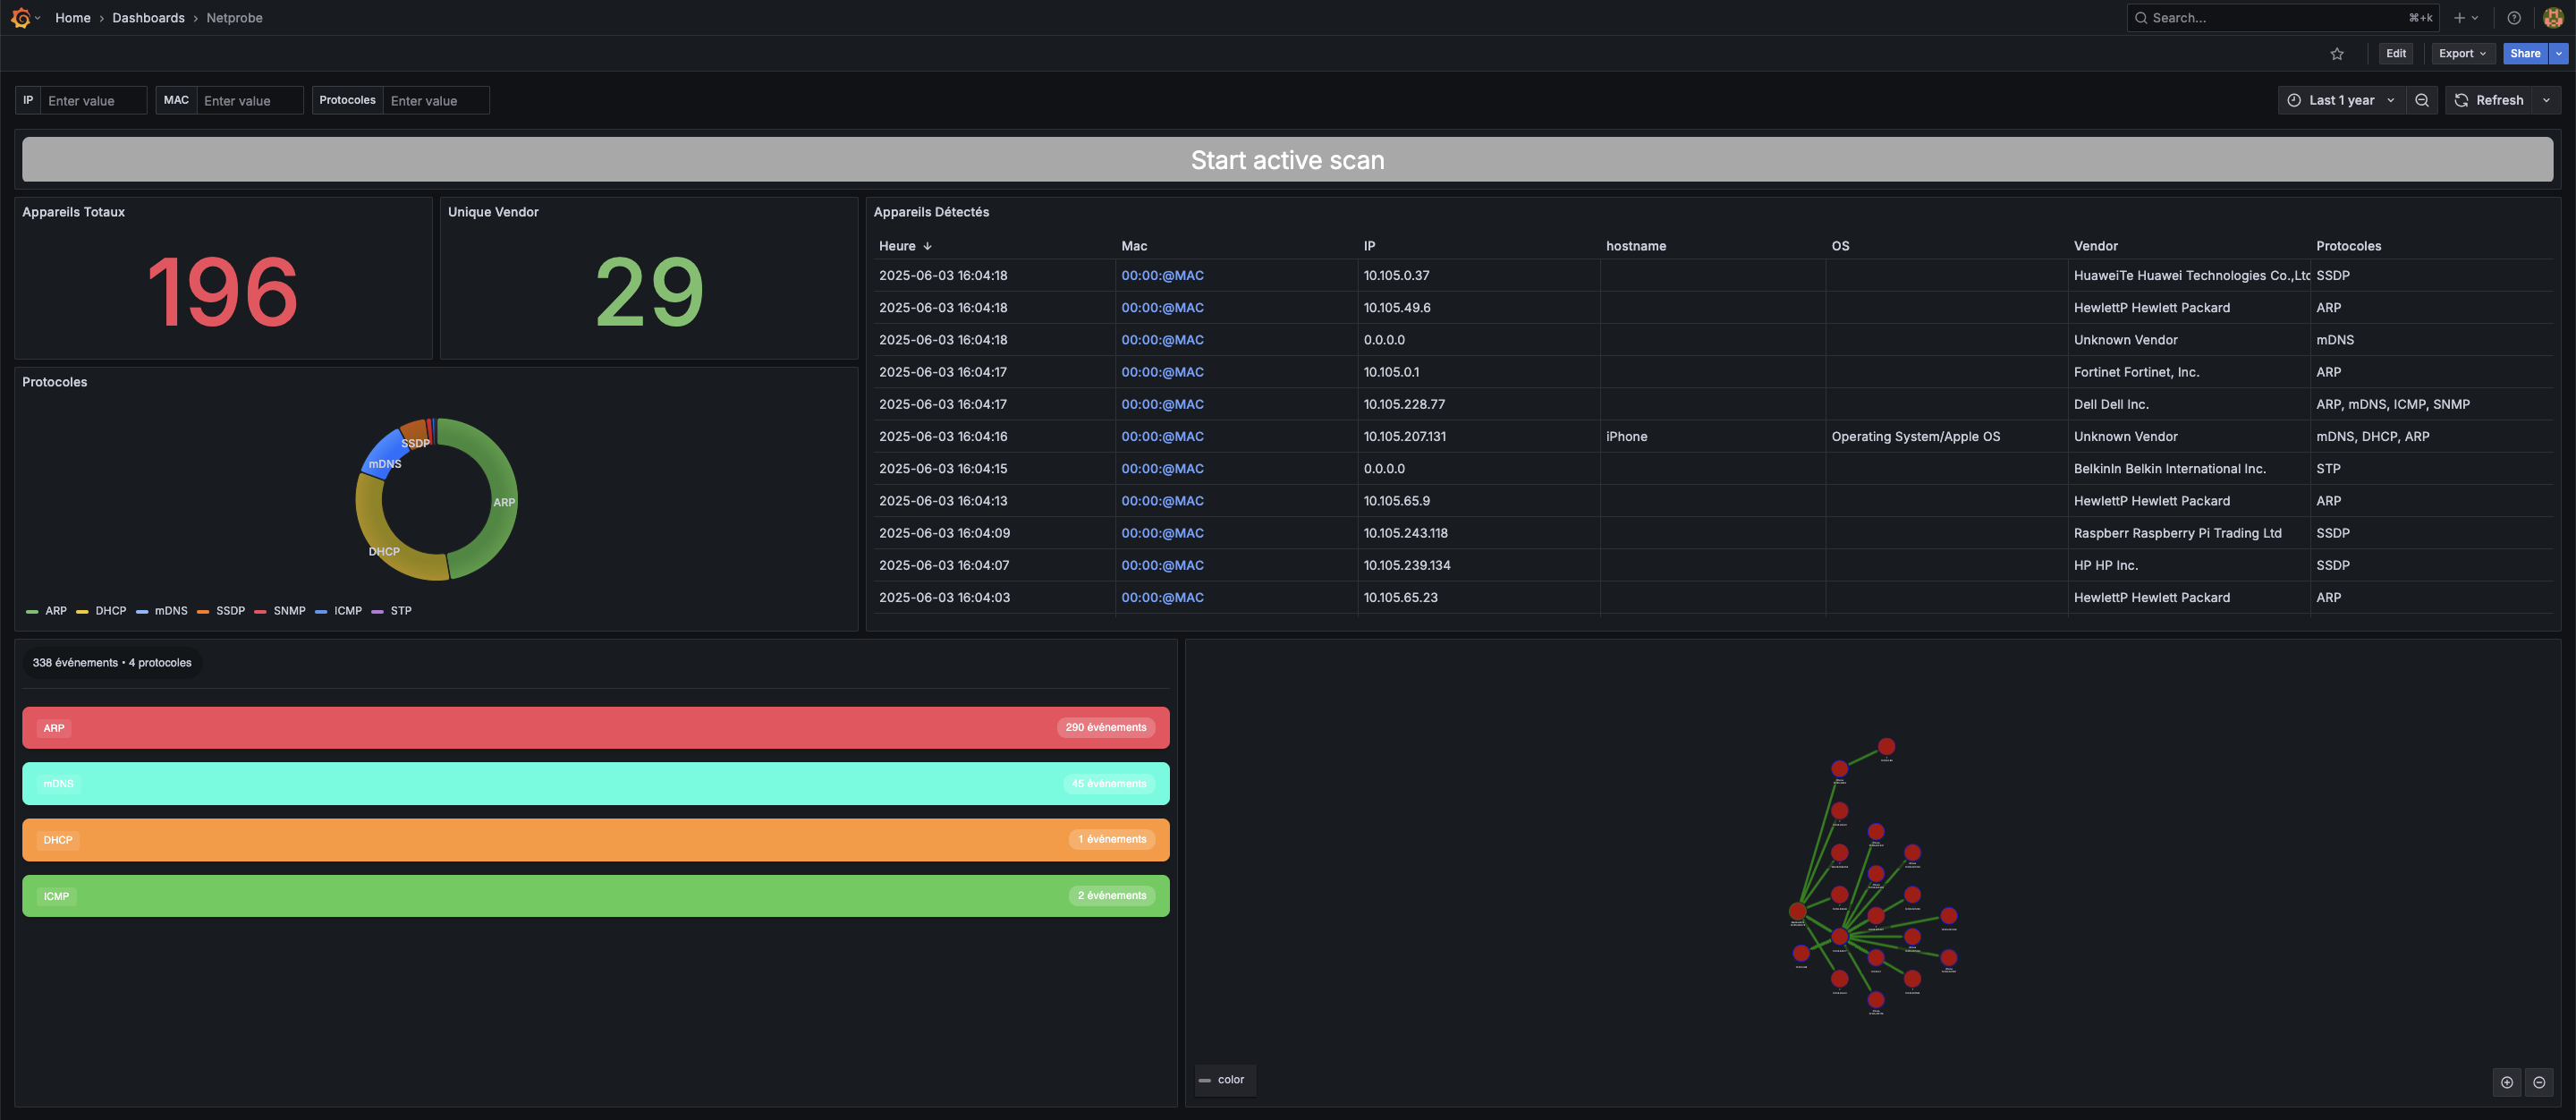 Home › Dashboards › Netprobe
Search... ⌘+k
Edit Export Share
IP Enter value MAC Enter value Protocoles Enter value
Last 1 year Refresh
Start active scan
Appareils Totaux
196
Unique Vendor
29
Protocoles
SSDP
mDNS
ARP
DHCP
ARP DHCP mDNS SSDP SNMP ICMP STP
Appareils Détectés
Heure Mac IP hostname OS Vendor Protocoles
2025-06-03 16:04:18 00:00:@MAC 10.105.0.37 HuaweiTe Huawei Technologies Co.,Ltd SSDP
2025-06-03 16:04:18 00:00:@MAC 10.105.49.6 HewlettP Hewlett Packard ARP
2025-06-03 16:04:18 00:00:@MAC 0.0.0.0 Unknown Vendor mDNS
2025-06-03 16:04:17 00:00:@MAC 10.105.0.1 Fortinet Fortinet, Inc. ARP
2025-06-03 16:04:17 00:00:@MAC 10.105.228.77 Dell Dell Inc. ARP, mDNS, ICMP, SNMP
2025-06-03 16:04:16 00:00:@MAC 10.105.207.131 iPhone Operating System/Apple OS Unknown Vendor mDNS, DHCP, ARP
2025-06-03 16:04:15 00:00:@MAC 0.0.0.0 BelkinIn Belkin International Inc. STP
2025-06-03 16:04:13 00:00:@MAC 10.105.65.9 HewlettP Hewlett Packard ARP
2025-06-03 16:04:09 00:00:@MAC 10.105.243.118 Raspberr Raspberry Pi Trading Ltd SSDP
2025-06-03 16:04:07 00:00:@MAC 10.105.239.134 HP HP Inc. SSDP
2025-06-03 16:04:03 00:00:@MAC 10.105.65.23 HewlettP Hewlett Packard ARP
338 événements • 4 protocoles
ARP 290 événements
mDNS 45 événements
DHCP 1 événements
ICMP 2 événements
color